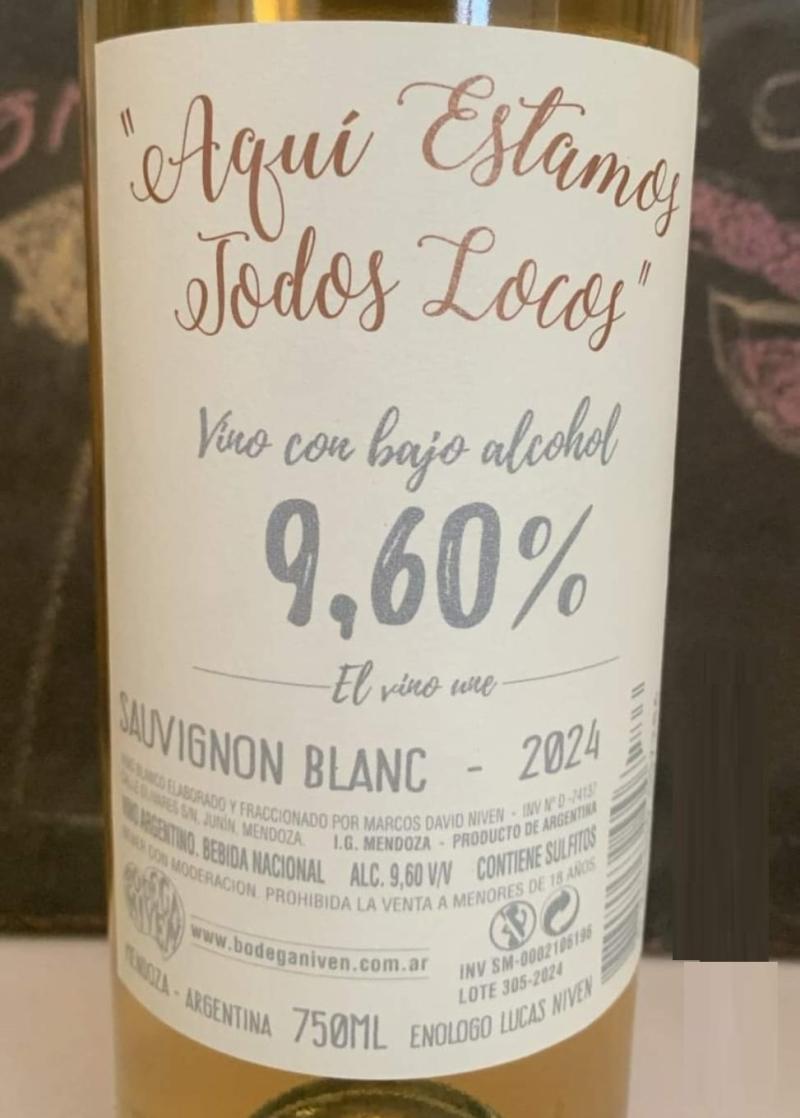 "Aquí Estamos
Todos Locos"
Vino con bajo alcohol
9,60%
El vino une
SAUVIGNON BLANC - 2024
VINO BLANCO ELABORADO Y FRACCIONADO POR MARCOS DAVID NIVEN - INV Nº D-74137
CALLE OLIVARES S/N, JUNÍN, MENDOZA. I.G. MENDOZA - PRODUCTO DE ARGENTINA
VINO ARGENTINO, BEBIDA NACIONAL ALC. 9,60 V/V CONTIENE SULFITOS
BEBER CON MODERACION. PROHIBIDA LA VENTA A MENORES DE 18 AÑOS.
BODEGA
NIVEN
www.bodeganiven.com.ar
INV SM-0002106196
LOTE 305-2024
MENDOZA - ARGENTINA 750ML ENOLOGO LUCAS NIVEN